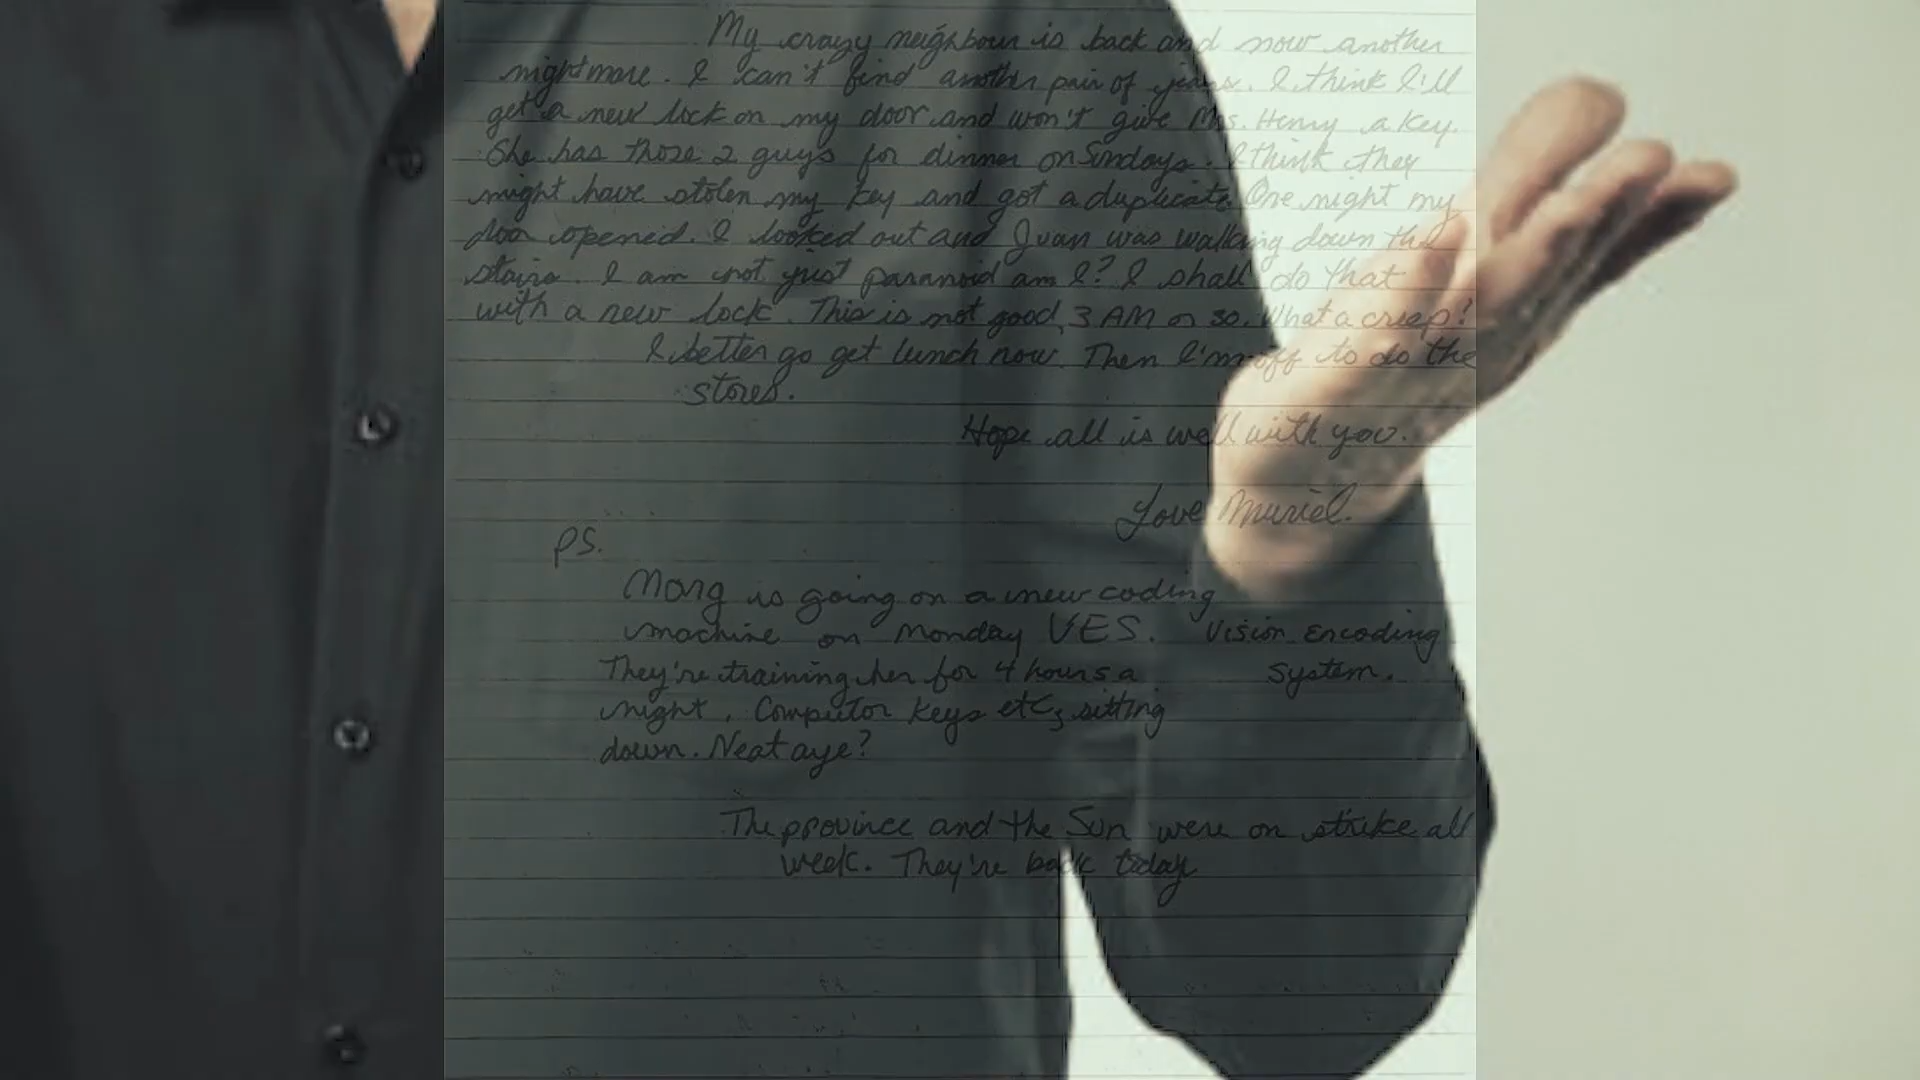 My crazy neighbour is back and now another
nightmare. I can't find another pair of jeans. I think I'll
get a new lock on my door and won't give Mrs. Henry a key.
She has those 2 guys for dinner on Sundays. I think they
might have stolen my key and got a duplicate. One night my
door opened. I looked out and Juan was walking down the
stairs. I am not just paranoid am I? I shall do that
with a new lock. This is not good, 3 AM or so. What a creep!
I better go get lunch now. Then I'm off to do the
stores.
Hope all is well with you.
Love Muriel.
PS.
Marg is going on a new coding
machine on Monday VES. Vision Encoding
They're training her for 4 hours a System.
night. Computor keys etc, sitting
down. Neat aye?
The province and the Sun were on strike all
week. They're back today